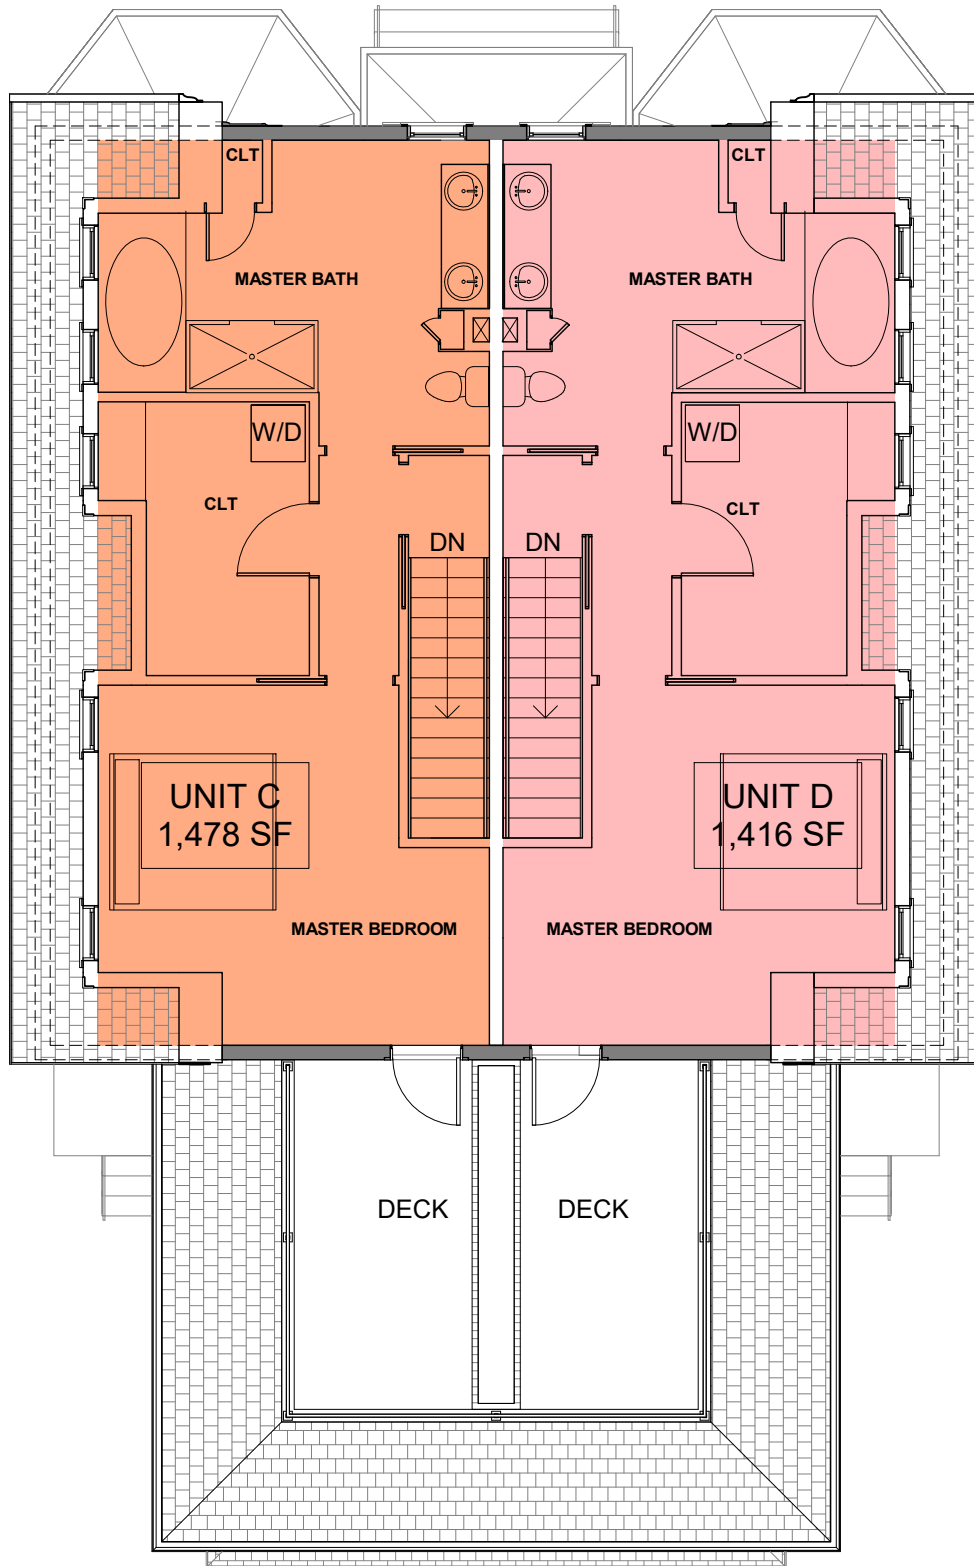 CLT
CLT
MASTER BATH
MASTER BATH
W/D
W/D
CLT
CLT
DN
DN
UNIT C
1,478 SF
UNIT D
1,416 SF
MASTER BEDROOM
MASTER BEDROOM
DECK
DECK